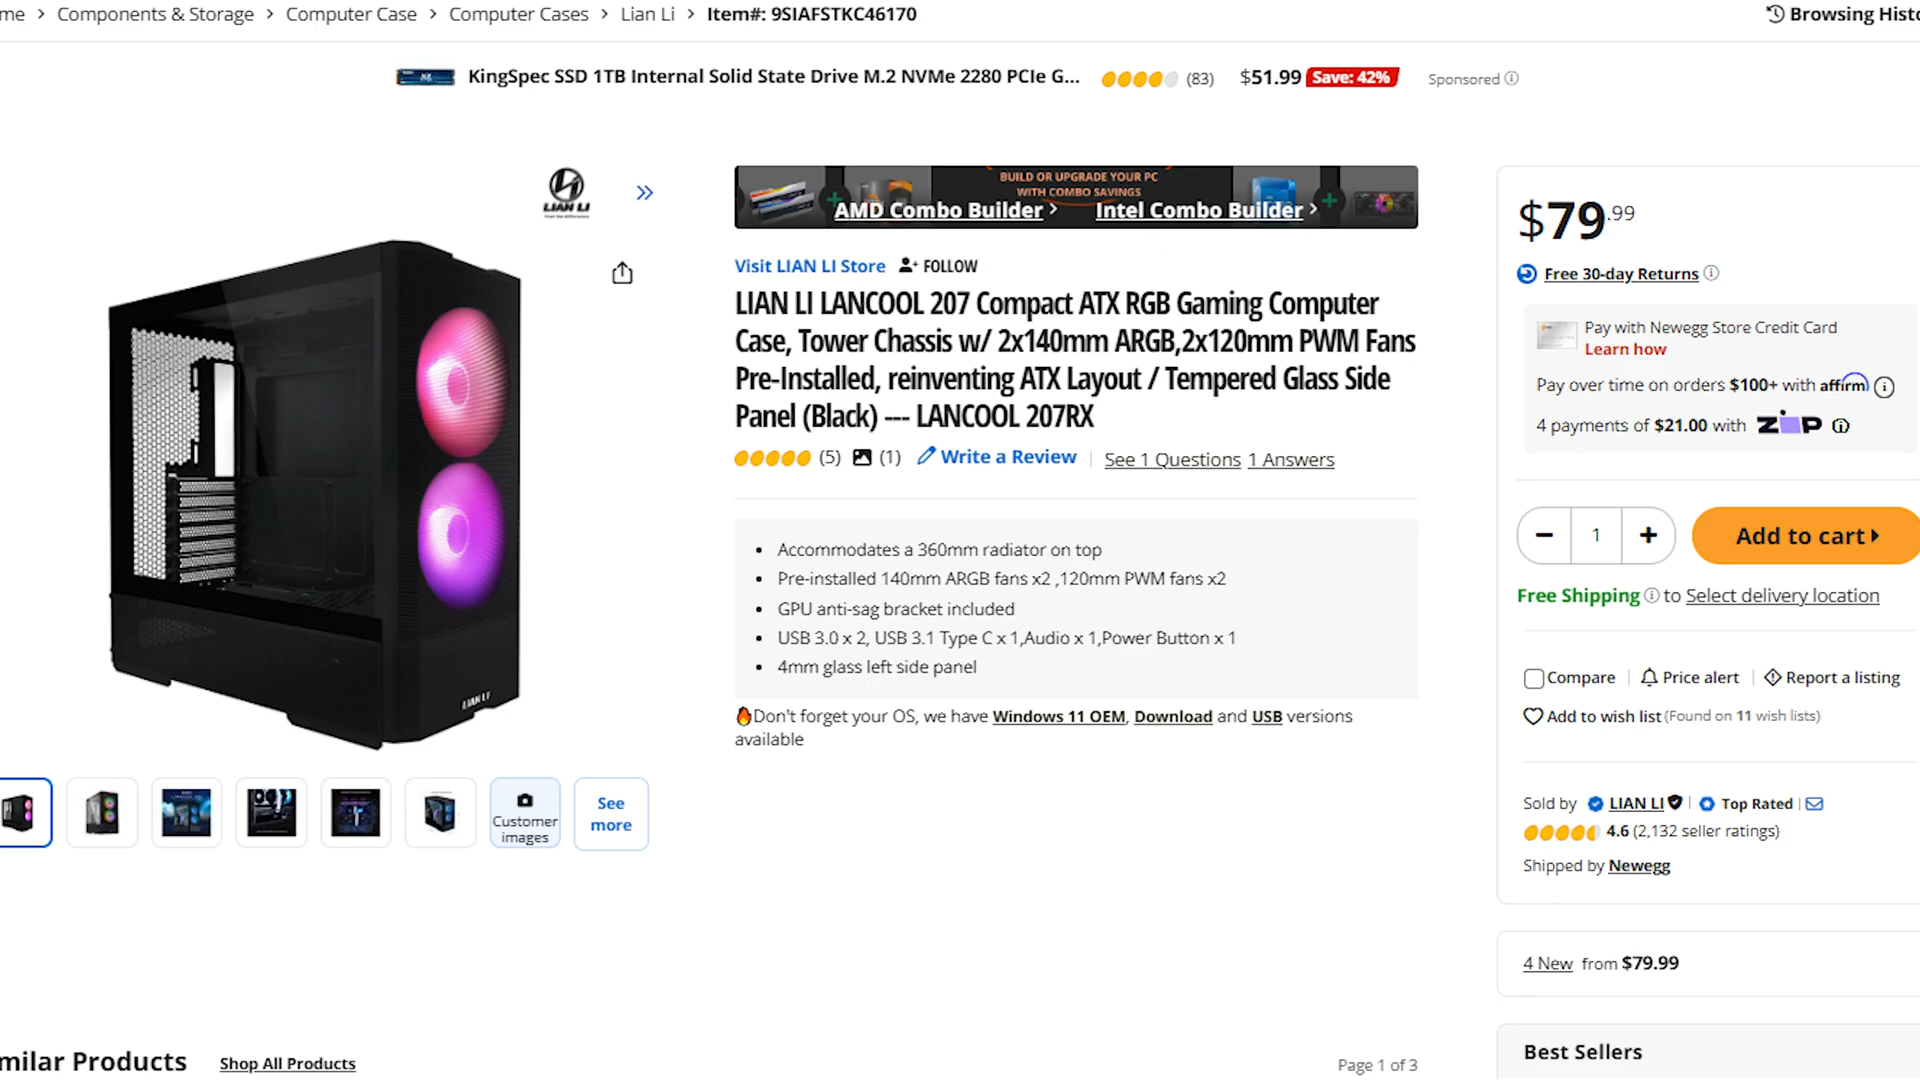 me > Components & Storage > Computer Case > Computer Cases > Lian Li > Item#: 9SIAFSTKC46170
Browsing Histo
KingSpec SSD 1TB Internal Solid State Drive M.2 NVMe 2280 PCIe G... (83) $51.99 Save: 42% Sponsored
LIAN LI
BUILD OR UPGRADE YOUR PC
WITH COMBO SAVINGS
AMD Combo Builder > Intel Combo Builder >
Visit LIAN LI Store FOLLOW
LIAN LI LANCOOL 207 Compact ATX RGB Gaming Computer
Case, Tower Chassis w/ 2x140mm ARGB,2x120mm PWM Fans
Pre-Installed, reinventing ATX Layout / Tempered Glass Side
Panel (Black) --- LANCOOL 207RX
(5) (1) Write a Review | See 1 Questions 1 Answers
• Accommodates a 360mm radiator on top
• Pre-installed 140mm ARGB fans x2 ,120mm PWM fans x2
• GPU anti-sag bracket included
• USB 3.0 x 2, USB 3.1 Type C x 1,Audio x 1,Power Button x 1
• 4mm glass left side panel
🔥Don't forget your OS, we have Windows 11 OEM, Download and USB versions
available
LIAN LI
Customer
images
See
more
$79.99
Free 30-day Returns
Pay with Newegg Store Credit Card
Learn how
Pay over time on orders $100+ with affirm
4 payments of $21.00 with ZIP
− 1 + Add to cart
Free Shipping to Select delivery location
Compare | Price alert | Report a listing
Add to wish list (Found on 11 wish lists)
Sold by LIAN LI | Top Rated |
4.6 (2,132 seller ratings)
Shipped by Newegg
4 New from $79.99
Best Sellers
milar Products Shop All Products
Page 1 of 3